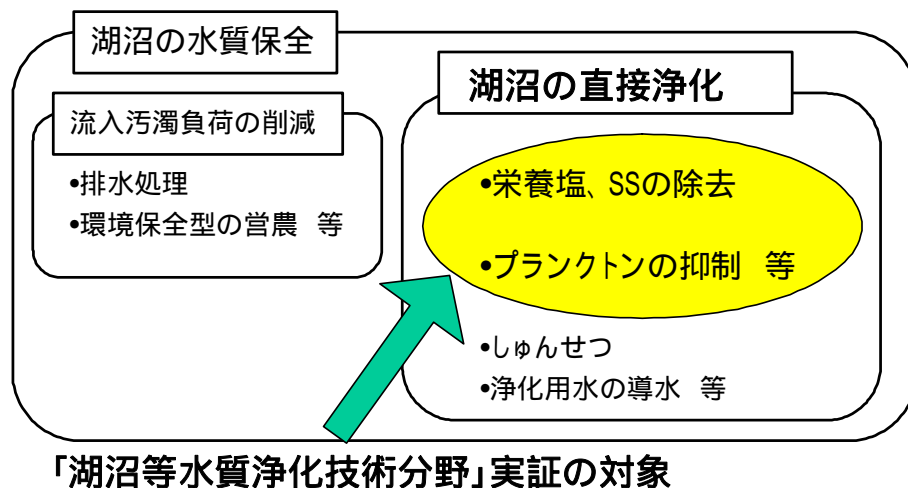 湖沼の水質保全
流入汚濁負荷の削減
•排水処理
•環境保全型の営農 等
湖沼の直接浄化
•栄養塩、SSの除去
•プランクトンの抑制 等
•しゅんせつ
•浄化用水の導水 等
「湖沼等水質浄化技術分野」実証の対象